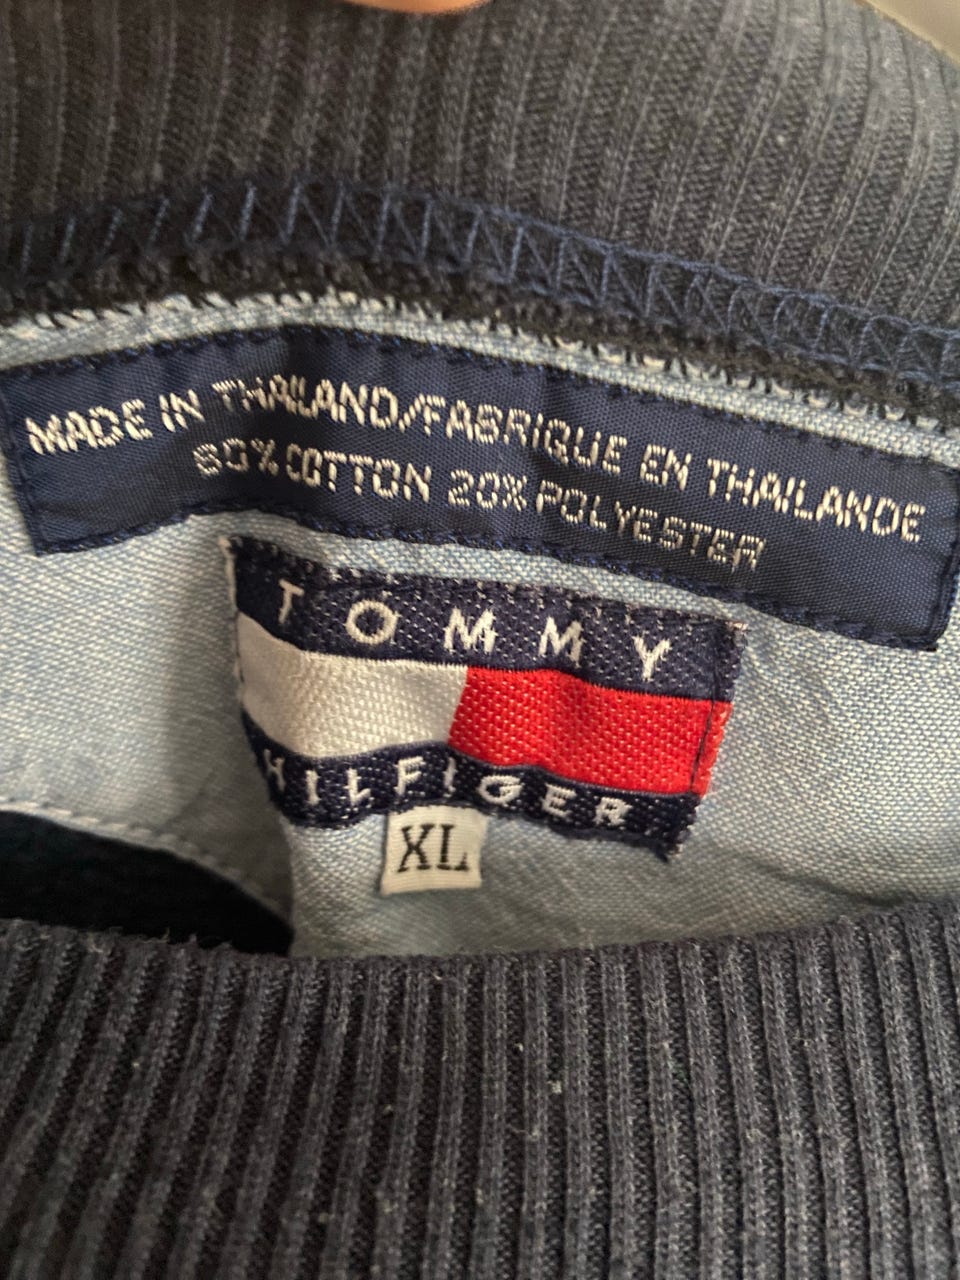 MADE IN THAILAND/FABRIQUE EN THAILANDE
80% COTTON 20% POLYESTER
TOMMY
HILFIGER
XL